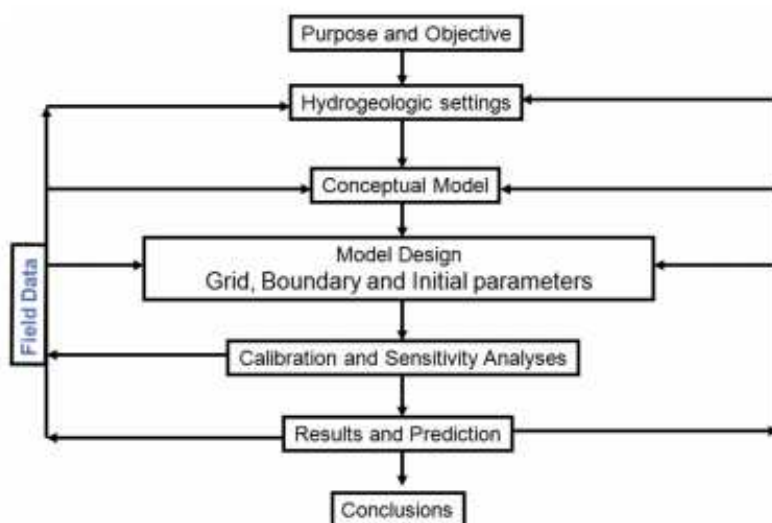 Purpose and Objective
Hydrogeologic settings
Conceptual Model
Model Design
Grid, Boundary and Initial parameters
Field Data
Calibration and Sensitivity Analyses
Results and Prediction
Conclusions